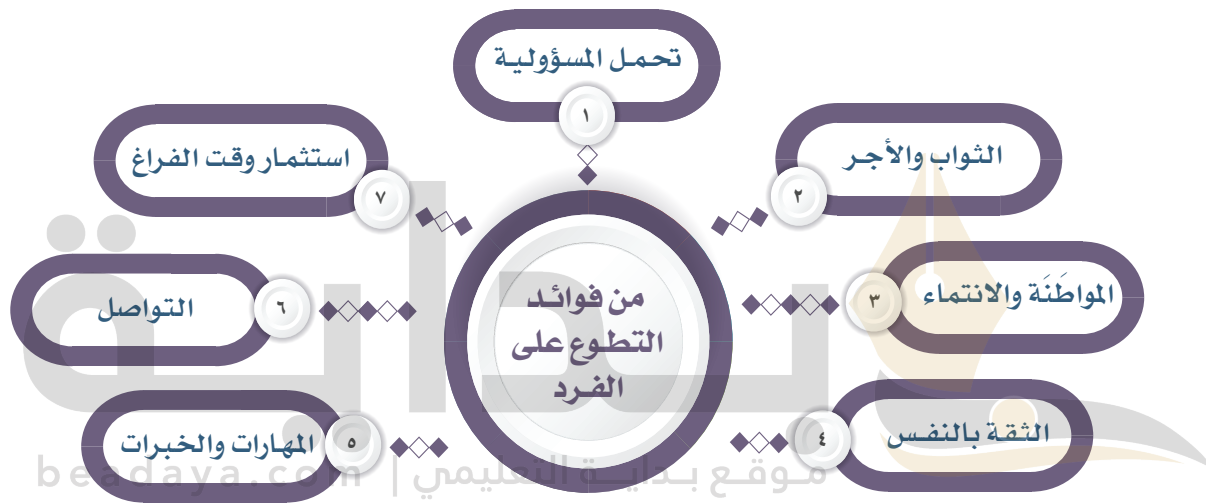 من فوائد
التطوع على
الفرد
١
تحمل المسؤولية
٢
الثواب والأجر
٣
المواطَنَة والانتماء
٤
الثقة بالنفس
٥
المهارات والخبرات
٦
التواصل
٧
استثمار وقت الفراغ
بداية
موقع بداية التعليمي | beadaya.com